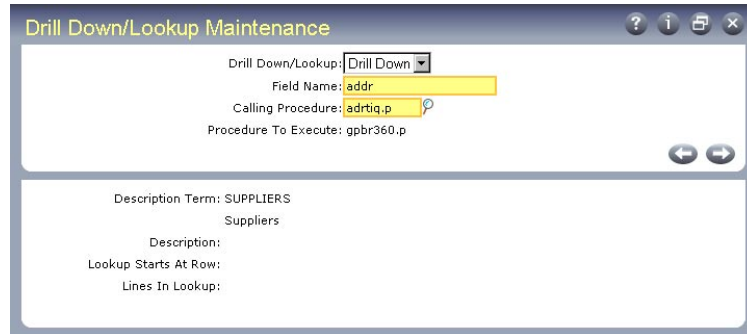 Drill Down/Lookup Maintenance
Drill Down/Lookup: Drill Down
Field Name: addr
Calling Procedure: adrtiq.p
Procedure To Execute: gpbr360.p
Description Term: SUPPLIERS
Suppliers
Description:
Lookup Starts At Row:
Lines In Lookup: